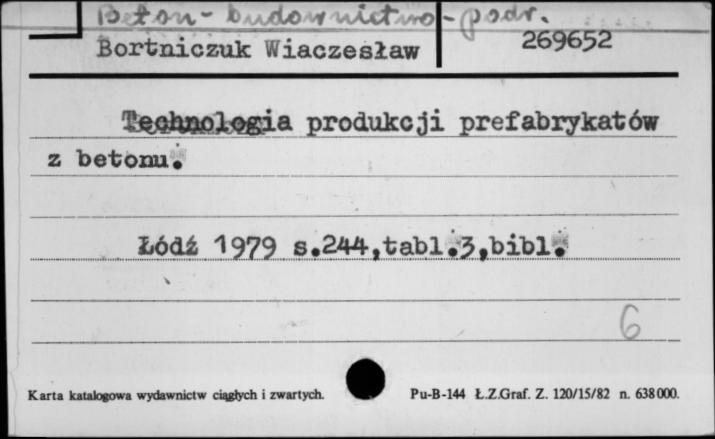 Beton - budownictwo - podr.
Bortniczuk Wiaczesław 269652
Technologia produkcji prefabrykatów
z betonu.
Łódź 1979 s.244,tabl.3,bibl.
6
Karta katalogowa wydawnictw ciągłych i zwartych. Pu-B-144 Ł.Z.Graf. Z. 120/15/82 n. 638000.